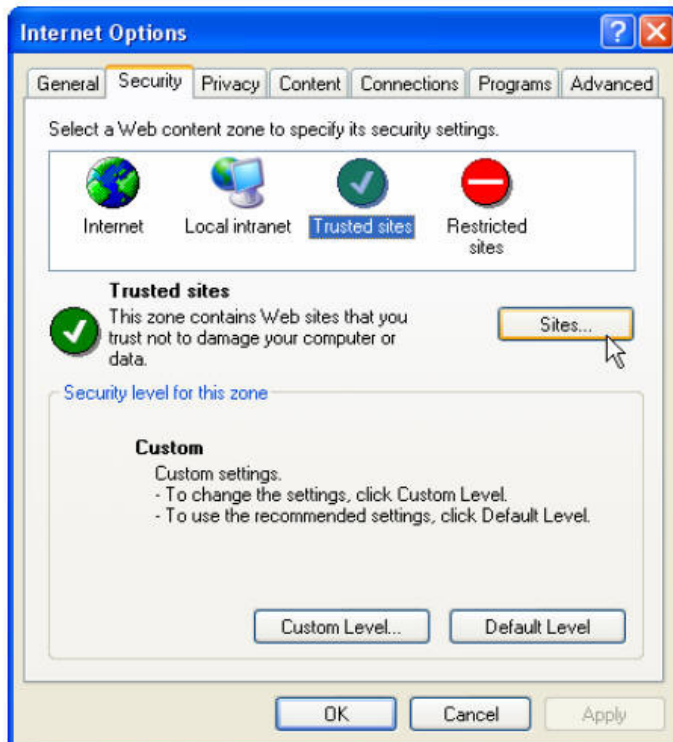 Internet Options
General Security Privacy Content Connections Programs Advanced
Select a Web content zone to specify its security settings.
Internet Local intranet Trusted sites Restricted
sites
Trusted sites
This zone contains Web sites that you
trust not to damage your computer or
data.
Sites...
Security level for this zone
Custom
Custom settings.
- To change the settings, click Custom Level.
- To use the recommended settings, click Default Level.
Custom Level... Default Level
OK Cancel Apply